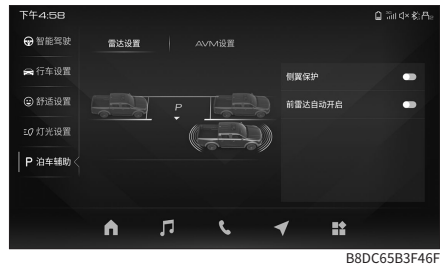 下午4:58
智能驾驶
雷达设置
AVM设置
行车设置
侧翼保护
舒适设置
前雷达自动开启
灯光设置
P 泊车辅助
P
B8DC65B3F46F